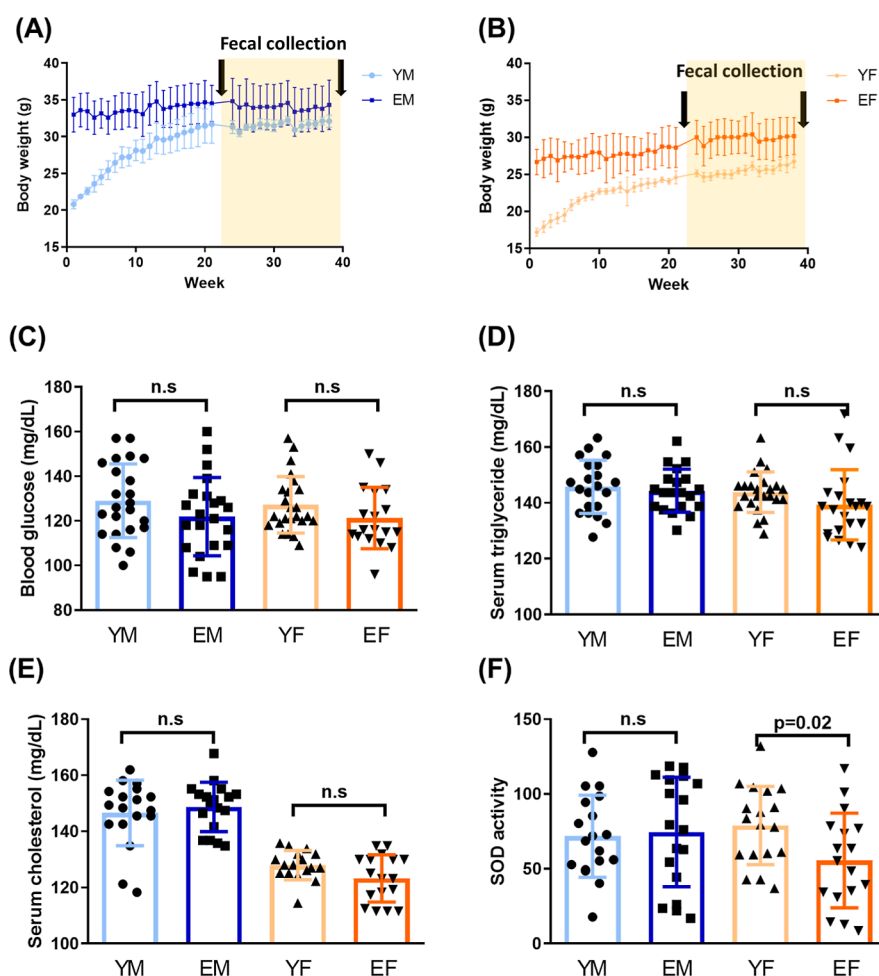 (A)
Fecal collection
YM
EM
Body weight (g)
40
35
30
25
20
15
0
10
20
30
40
Week
(B)
Fecal collection
YF
EF
Body weight (g)
40
35
30
25
20
15
0
10
20
30
40
Week
(C)
Blood glucose (mg/dL)
180
160
140
120
100
80
n.s
n.s
YM
EM
YF
EF
(D)
Serum triglyceride (mg/dL)
180
160
140
120
100
n.s
n.s
YM
EM
YF
EF
(E)
Serum cholesterol (mg/dL)
180
160
140
120
100
n.s
n.s
YM
EM
YF
EF
(F)
SOD activity
150
100
50
0
n.s
p=0.02
YM
EM
YF
EF